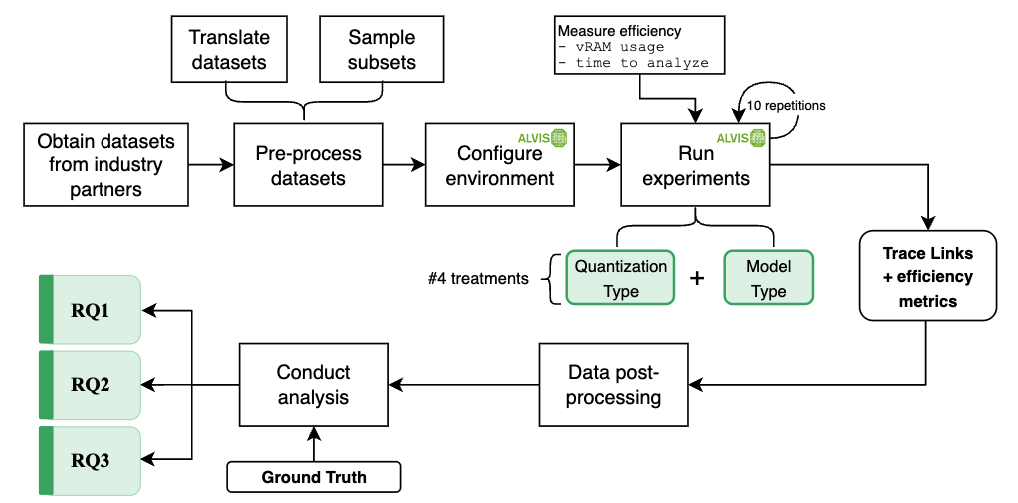 Translate
datasets
Sample
subsets
Measure efficiency
- vRAM usage
- time to analyze
10 repetitions
Obtain datasets
from industry
partners
Pre-process
datasets
ALVIS
Configure
environment
ALVIS
Run
experiments
#4 treatments
Quantization
Type
+
Model
Type
Trace Links
+ efficiency
metrics
RQ1
RQ2
RQ3
Conduct
analysis
Data post-
processing
Ground Truth